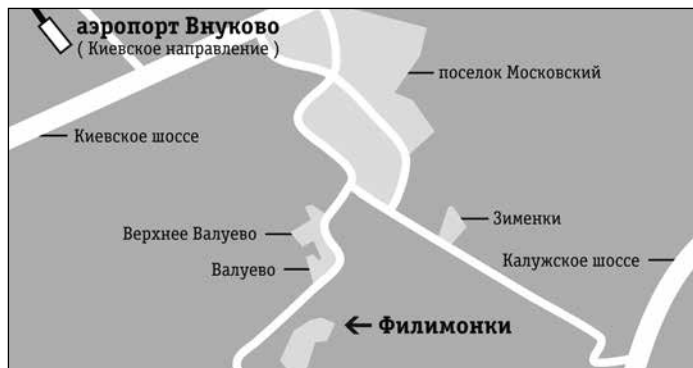 аэропорт Внуково
( Киевское направление )
поселок Московский
Киевское шоссе
Зименки
Верхнее Валуево
Калужское шоссе
Валуево
Филимонки